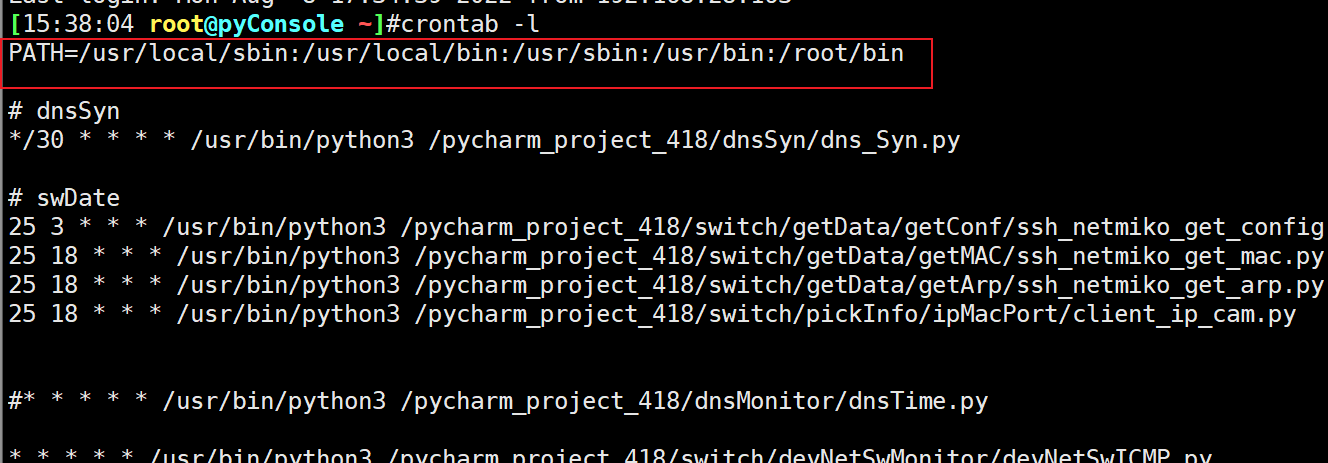 [15:38:04 root@pyConsole ~]#crontab -l
PATH=/usr/local/sbin:/usr/local/bin:/usr/sbin:/usr/bin:/root/bin
# dnsSyn
*/30 * * * * /usr/bin/python3 /pycharm_project_418/dnsSyn/dns_Syn.py
# swDate
25 3 * * * /usr/bin/python3 /pycharm_project_418/switch/getData/getConf/ssh_netmiko_get_config
25 18 * * * /usr/bin/python3 /pycharm_project_418/switch/getData/getMAC/ssh_netmiko_get_mac.py
25 18 * * * /usr/bin/python3 /pycharm_project_418/switch/getData/getArp/ssh_netmiko_get_arp.py
25 18 * * * /usr/bin/python3 /pycharm_project_418/switch/pickInfo/ipMacPort/client_ip_cam.py
#* * * * * /usr/bin/python3 /pycharm_project_418/dnsMonitor/dnsTime.py
* * * * * /usr/bin/python3 /pycharm_project_418/switch/devNetSwMonitor/devNetSwICMP.py